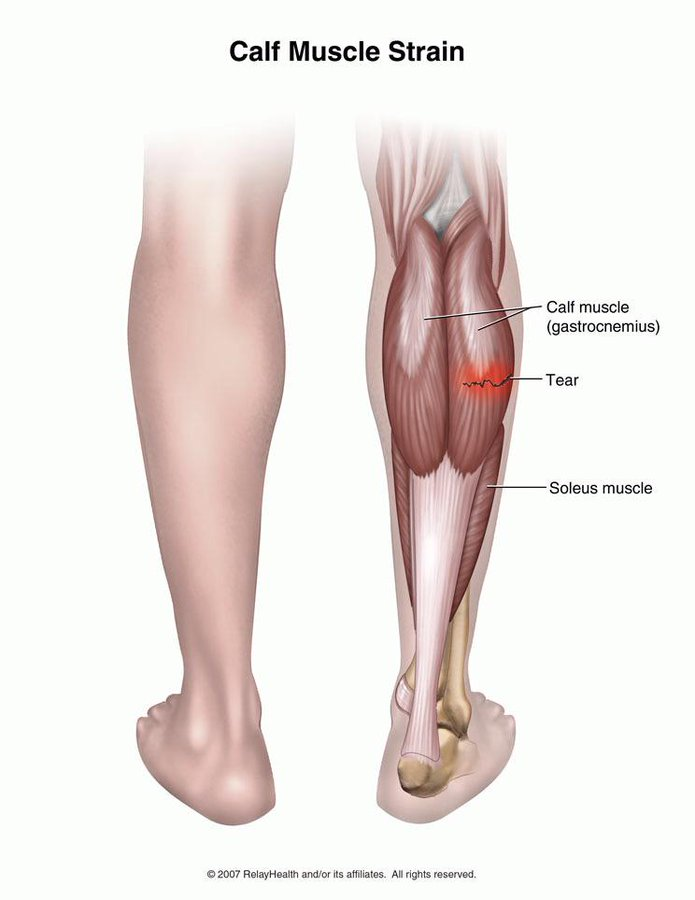 Calf Muscle Strain
Calf muscle
(gastrocnemius)
Tear
Soleus muscle
© 2007 RelayHealth and/or its affiliates.  All rights reserved.